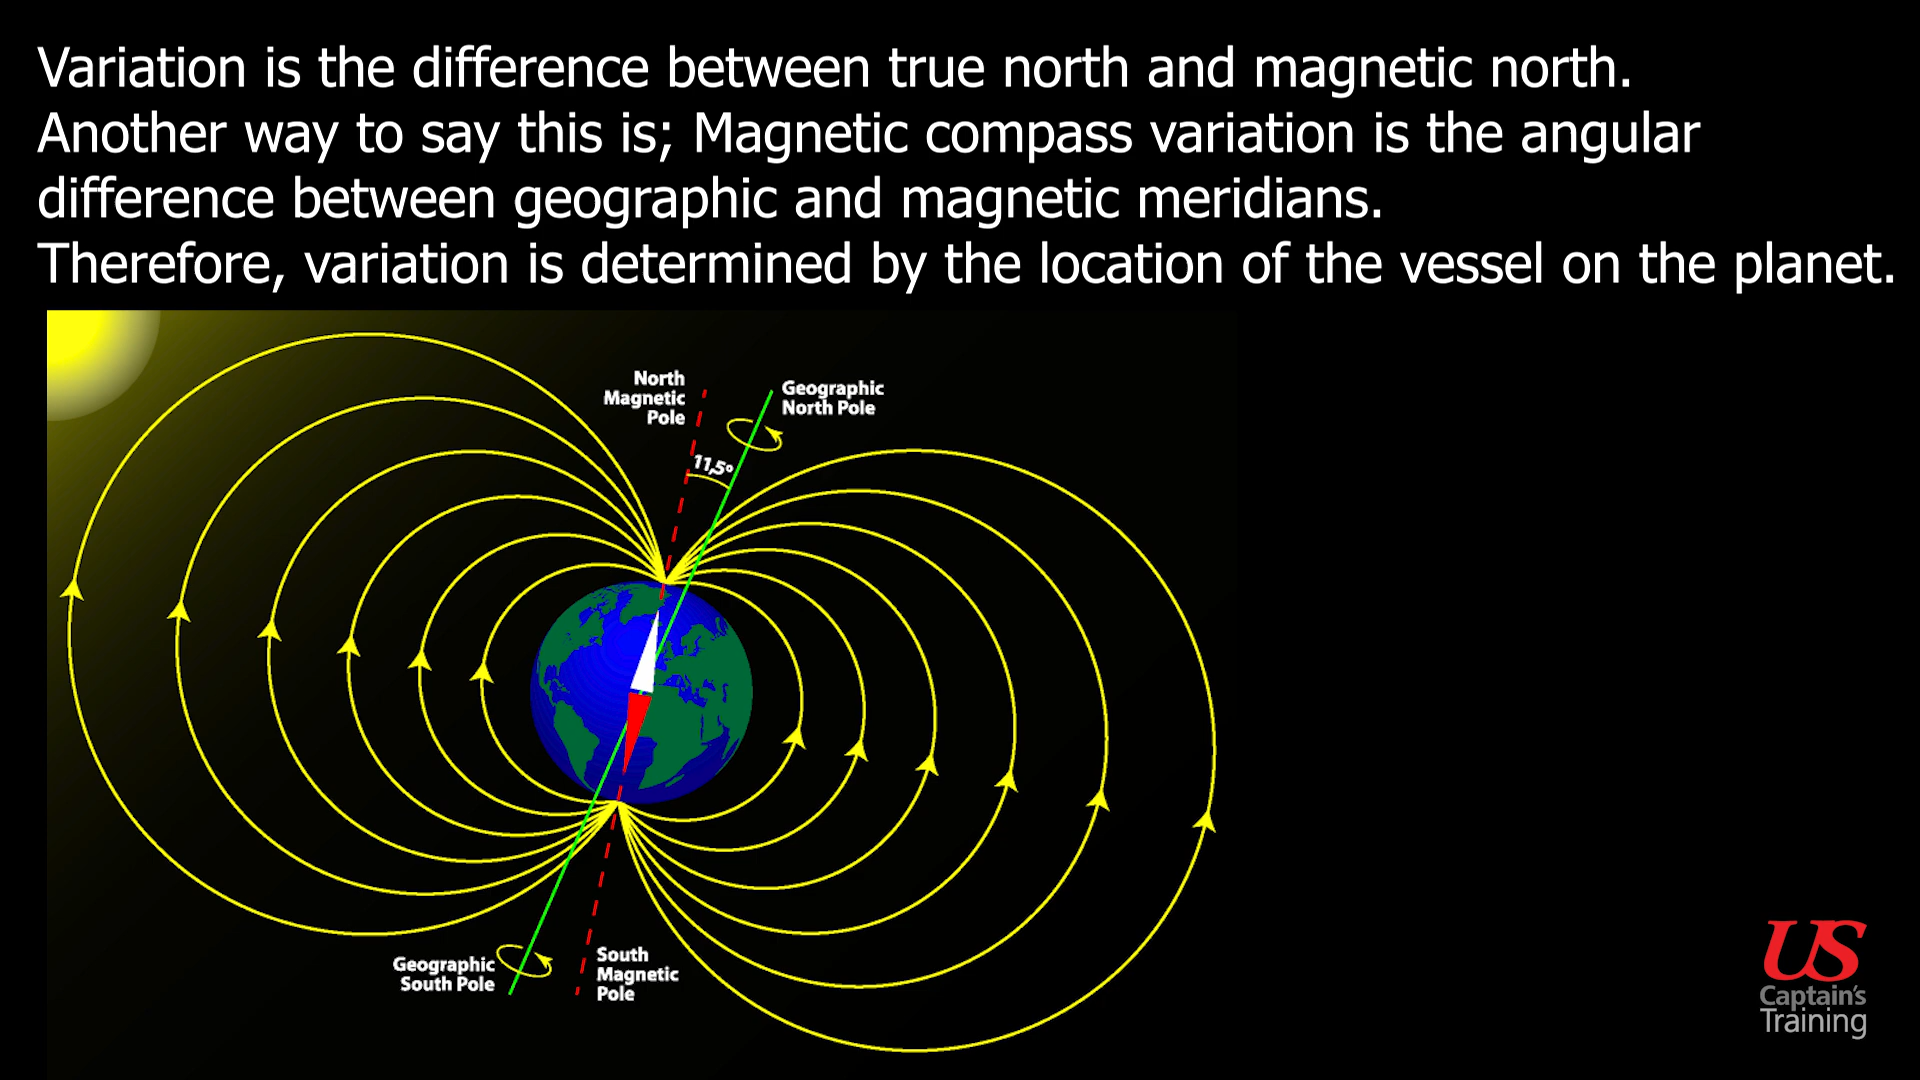 Variation is the difference between true north and magnetic north.
Another way to say this is; Magnetic compass variation is the angular
difference between geographic and magnetic meridians.
Therefore, variation is determined by the location of the vessel on the planet.
North
Magnetic
Pole
Geographic
North Pole
11,5°
Geographic
South Pole
South
Magnetic
Pole
US
Captain's
Training